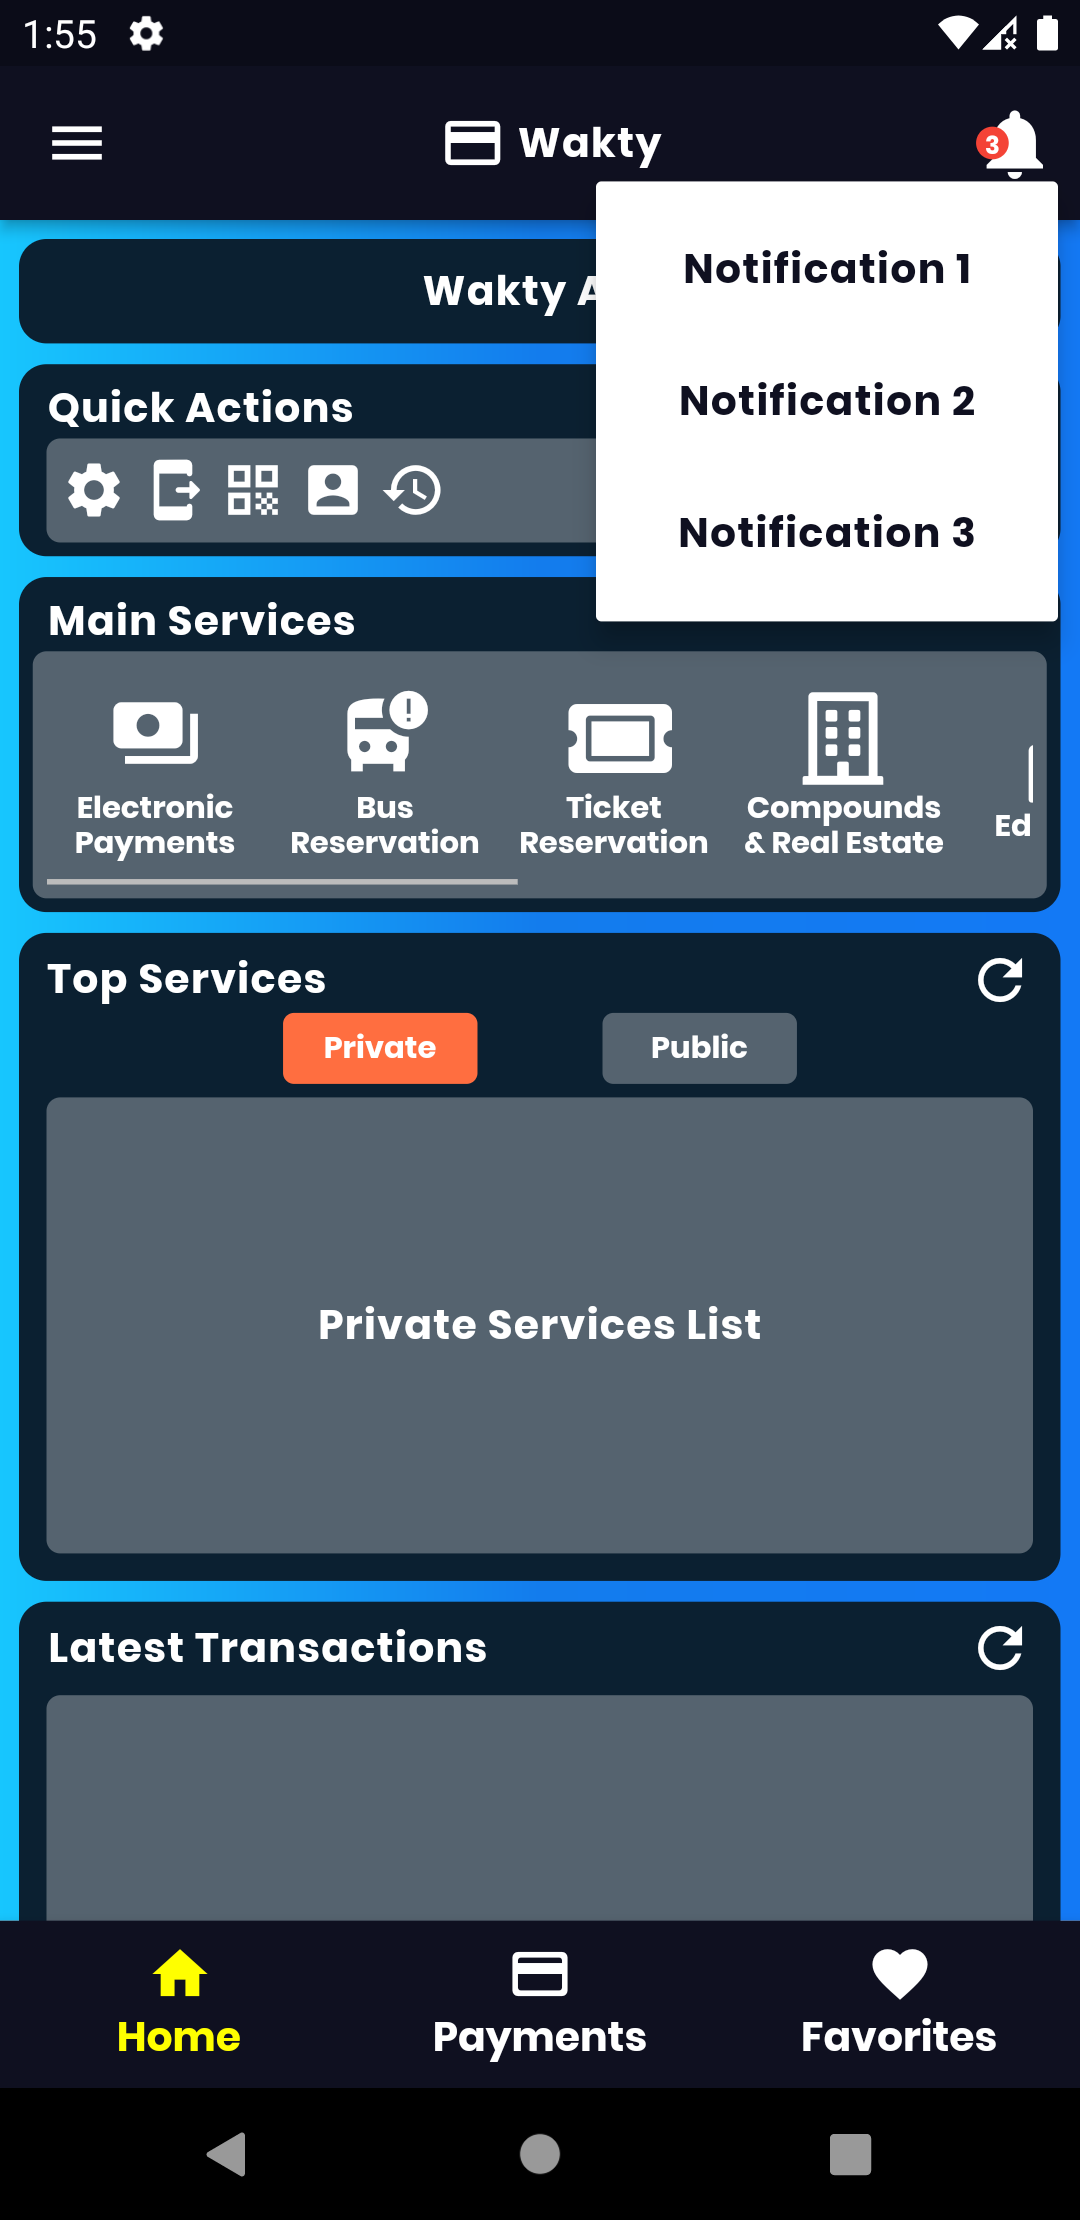 1:55
Wakty
3
Notification 1
Notification 2
Notification 3
Wakty
Quick Actions
Main Services
Electronic
Payments
Bus
Reservation
Ticket
Reservation
Compounds
& Real Estate
Ed
Top Services
Private
Public
Private Services List
Latest Transactions
Home
Payments
Favorites